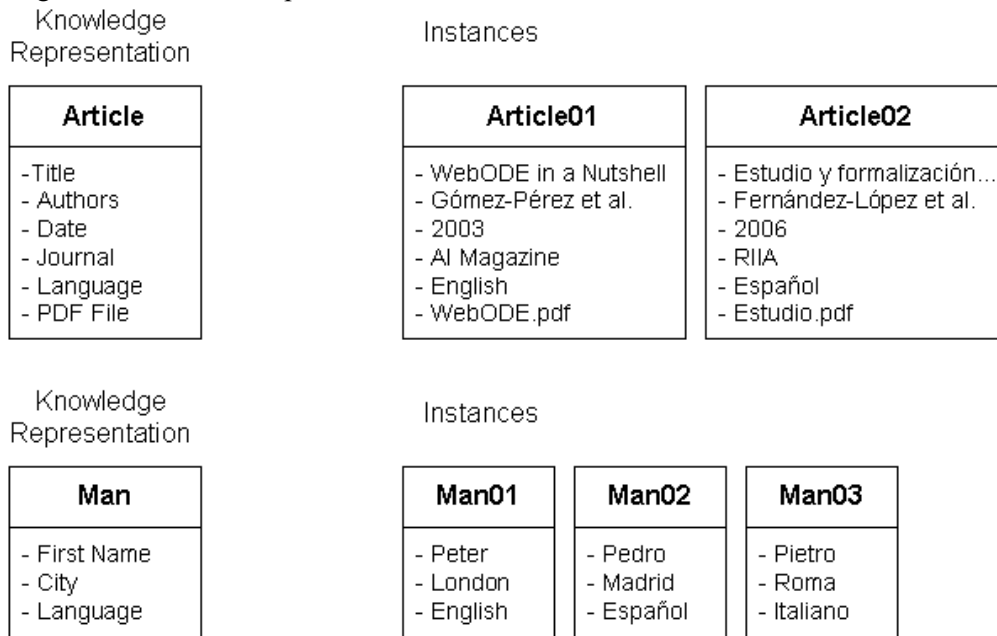 Knowledge
Representation
Instances
Article
-Title
- Authors
- Date
- Journal
- Language
- PDF File
Article01
- WebODE in a Nutshell
- Gómez-Pérez et al.
- 2003
- AI Magazine
- English
- WebODE.pdf
Article02
- Estudio y formalización...
- Fernández-López et al.
- 2006
- RIIA
- Español
- Estudio.pdf
Knowledge
Representation
Instances
Man
- First Name
- City
- Language
Man01
- Peter
- London
- English
Man02
- Pedro
- Madrid
- Español
Man03
- Pietro
- Roma
- Italiano